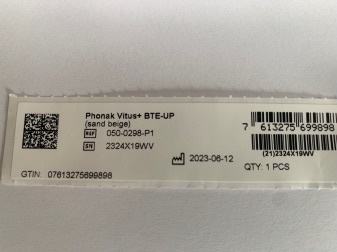 Phonak Vitus+ BTE-UP
(sand beige)
REF 050-0298-P1
SN 2324X19WV
2023-06-12
GTIN: 07613275699898
7 613275 699898
(21)2324X19WV
QTY: 1 PCS